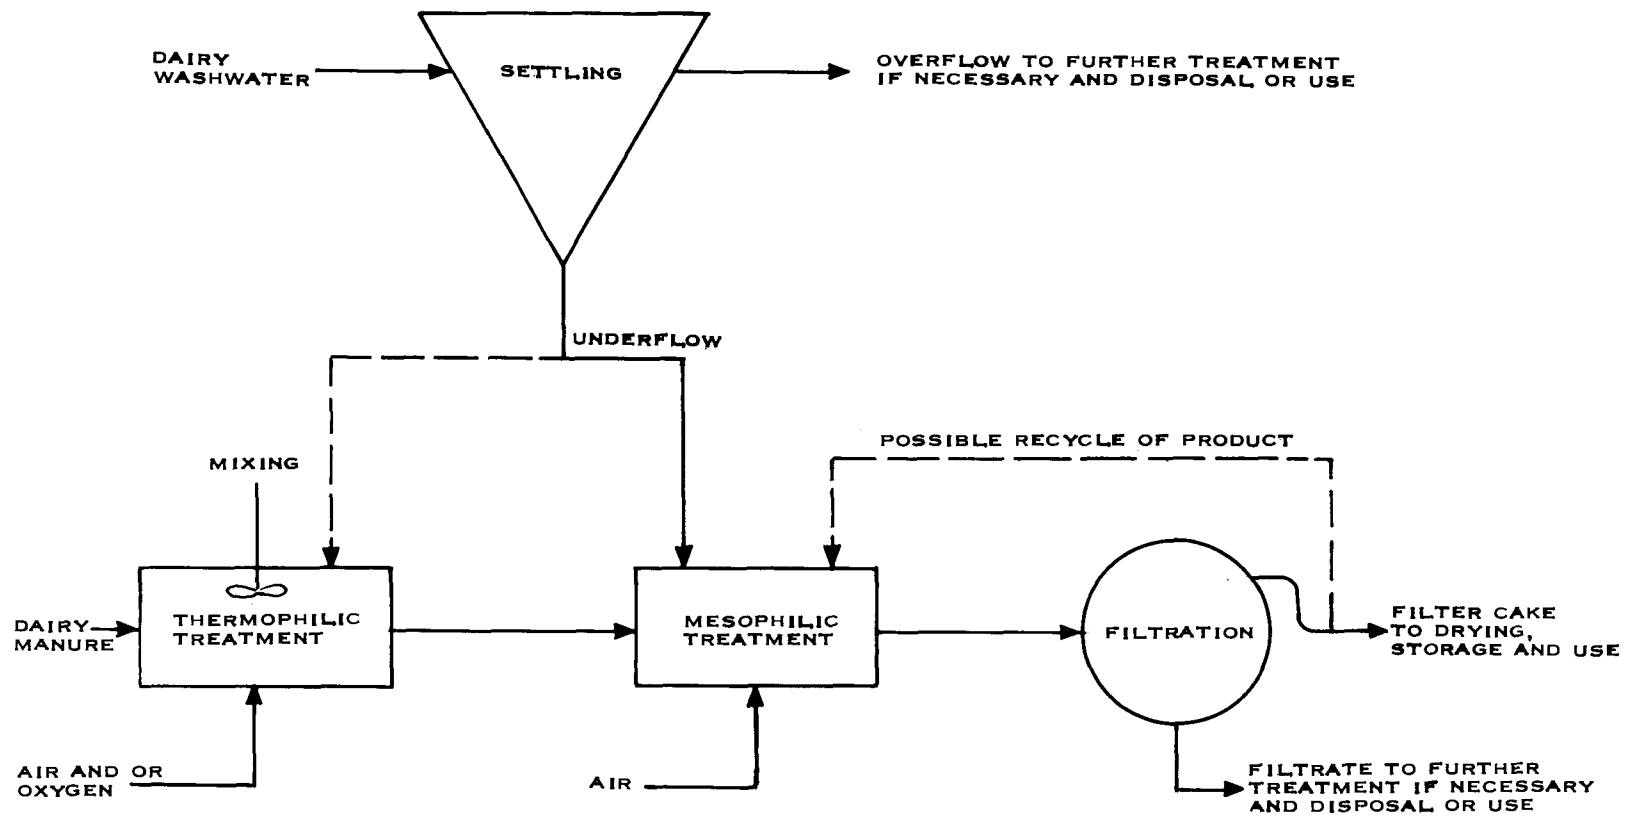 DAIRY
WASHWATER
SETTLING
OVERFLOW TO FURTHER TREATMENT
IF NECESSARY AND DISPOSAL OR USE
UNDERFLOW
POSSIBLE RECYCLE OF PRODUCT
MIXING
DAIRY
MANURE
THERMOPHILIC
TREATMENT
MESOPHILIC
TREATMENT
FILTRATION
FILTER CAKE
TO DRYING,
STORAGE AND USE
AIR AND OR
OXYGEN
AIR
FILTRATE TO FURTHER
TREATMENT IF NECESSARY
AND DISPOSAL OR USE